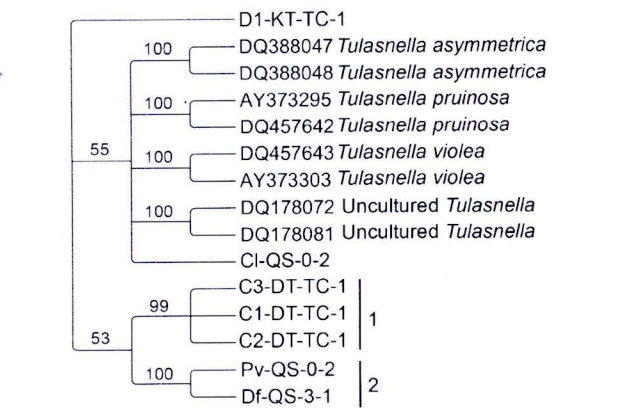 D1-KT-TC-1
100
DQ388047 Tulasnella asymmetrica
DQ388048 Tulasnella asymmetrica
100
AY373295 Tulasnella pruinosa
DQ457642 Tulasnella pruinosa
55
100
DQ457643 Tulasnella violea
AY373303 Tulasnella violea
100
DQ178072 Uncultured Tulasnella
DQ178081 Uncultured Tulasnella
Cl-QS-0-2
C3-DT-TC-1
99
C1-DT-TC-1
1
C2-DT-TC-1
53
100
Pv-QS-0-2
2
Df-QS-3-1